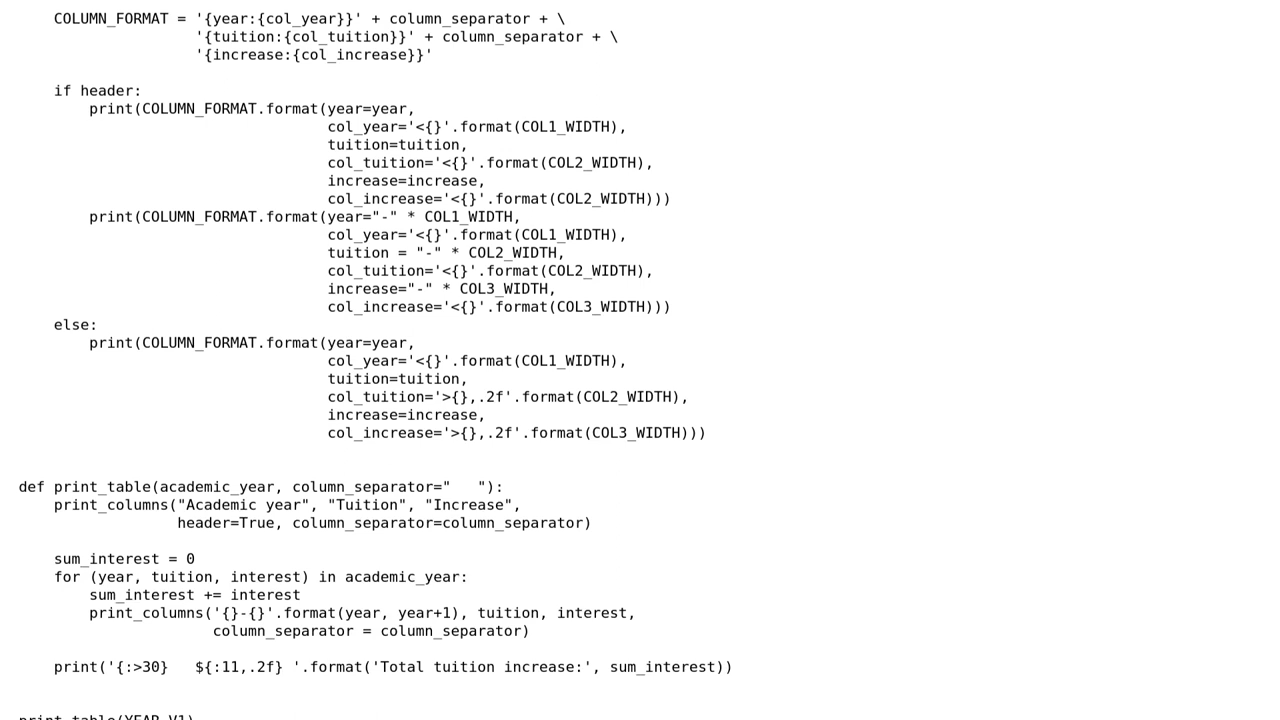 COLUMN_FORMAT = '{year:{col_year}}' + column_separator + \
'{tuition:{col_tuition}}' + column_separator + \
'{increase:{col_increase}}'
if header:
print(COLUMN_FORMAT.format(year=year,
col_year='<{}'.format(COL1_WIDTH),
tuition=tuition,
col_tuition='<{}'.format(COL2_WIDTH),
increase=increase,
col_increase='<{}'.format(COL2_WIDTH)))
print(COLUMN_FORMAT.format(year="-" * COL1_WIDTH,
col_year='<{}'.format(COL1_WIDTH),
tuition = "-" * COL2_WIDTH,
col_tuition='<{}'.format(COL2_WIDTH),
increase="-" * COL3_WIDTH,
col_increase='<{}'.format(COL3_WIDTH)))
else:
print(COLUMN_FORMAT.format(year=year,
col_year='<{}'.format(COL1_WIDTH),
tuition=tuition,
col_tuition='>{},.2f'.format(COL2_WIDTH),
increase=increase,
col_increase='>{},.2f'.format(COL3_WIDTH)))
def print_table(academic_year, column_separator="   "):
print_columns("Academic year", "Tuition", "Increase",
header=True, column_separator=column_separator)
sum_interest = 0
for (year, tuition, interest) in academic_year:
sum_interest += interest
print_columns('{}-{}'.format(year, year+1), tuition, interest,
column_separator = column_separator)
print('{:>30}   ${:11,.2f} '.format('Total tuition increase:', sum_interest))
print_table(YEAR_V1)